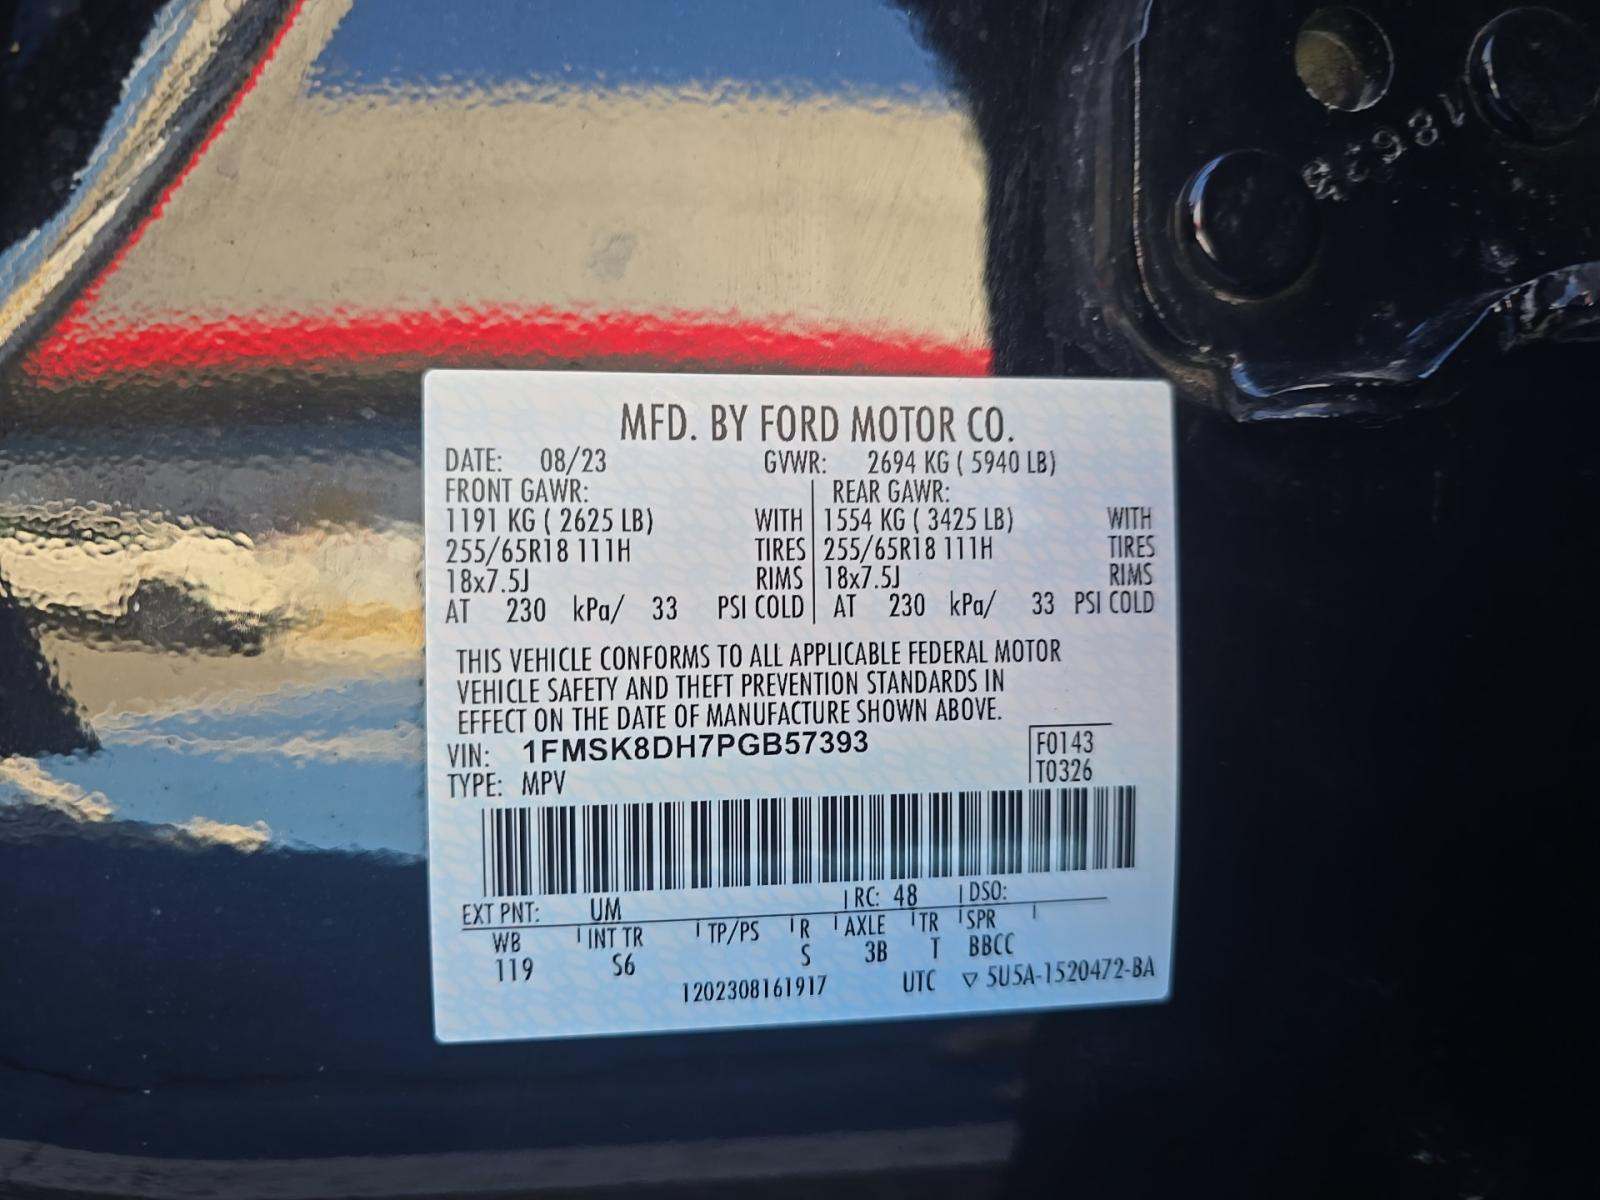 18638
MFD. BY FORD MOTOR CO.
DATE: 08/23 GVWR: 2694 KG ( 5940 LB)
FRONT GAWR: REAR GAWR:
1191 KG ( 2625 LB) WITH 1554 KG ( 3425 LB) WITH
255/65R18 111H TIRES 255/65R18 111H TIRES
18x7.5J RIMS 18x7.5J RIMS
AT 230 kPa/ 33 PSI COLD AT 230 kPa/ 33 PSI COLD
THIS VEHICLE CONFORMS TO ALL APPLICABLE FEDERAL MOTOR
VEHICLE SAFETY AND THEFT PREVENTION STANDARDS IN
EFFECT ON THE DATE OF MANUFACTURE SHOWN ABOVE.
VIN: 1FMSK8DH7PGB57393 F0143
TYPE: MPV T0326
EXT PNT: UM RC: 48 DSO:
WB INT TR TP/PS R AXLE TR SPR
119 S6 S 3B T BBCC
1202308161917 UTC ▽ 5U5A-1520472-BA